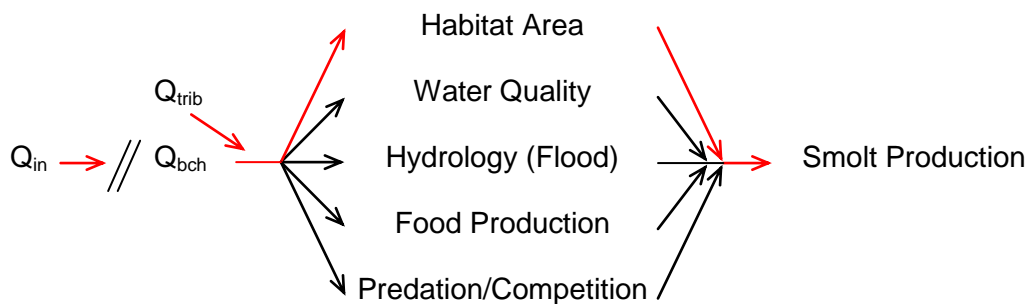 Habitat Area
Q_trib
Water Quality
Q_in // Q_bch Hydrology (Flood) Smolt Production
Food Production
Predation/Competition